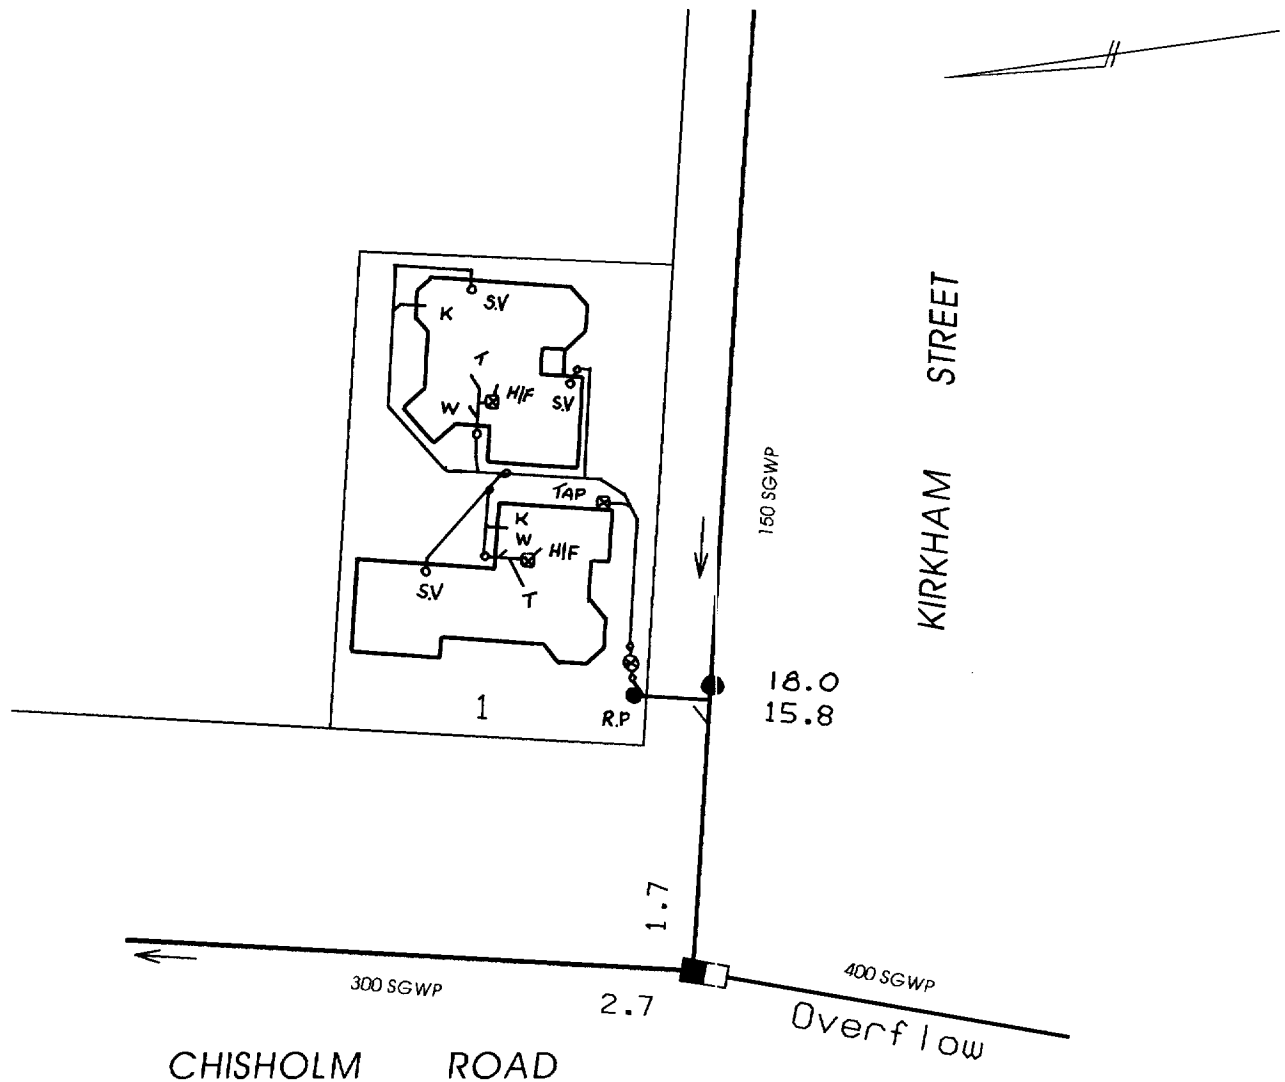 S.V
K
T
H/F
W
S.V
TAP
K
W
H/F
S.V
T
1
R.P
STREET
KIRKHAM
150 SGWP
18.0
15.8
1.7
300 SGWP
2.7
400 SGWP
Overflow
CHISHOLM ROAD